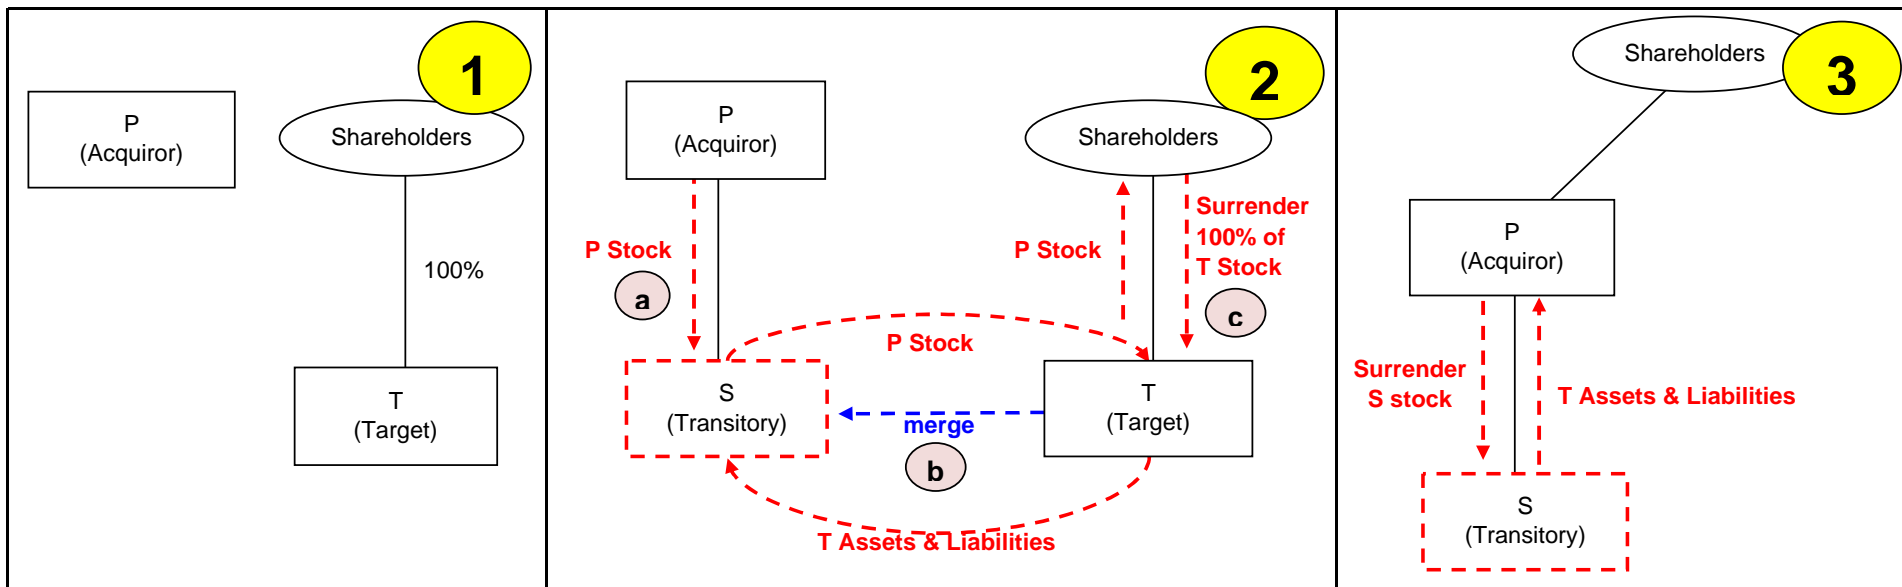 1
P
(Acquiror)
Shareholders
100%
T
(Target)
2
P
(Acquiror)
Shareholders
P Stock
a
P Stock
Surrender
100% of
T Stock
c
P Stock
S
(Transitory)
merge
b
T
(Target)
T Assets & Liabilities
3
Shareholders
P
(Acquiror)
Surrender
S stock
T Assets & Liabilities
S
(Transitory)